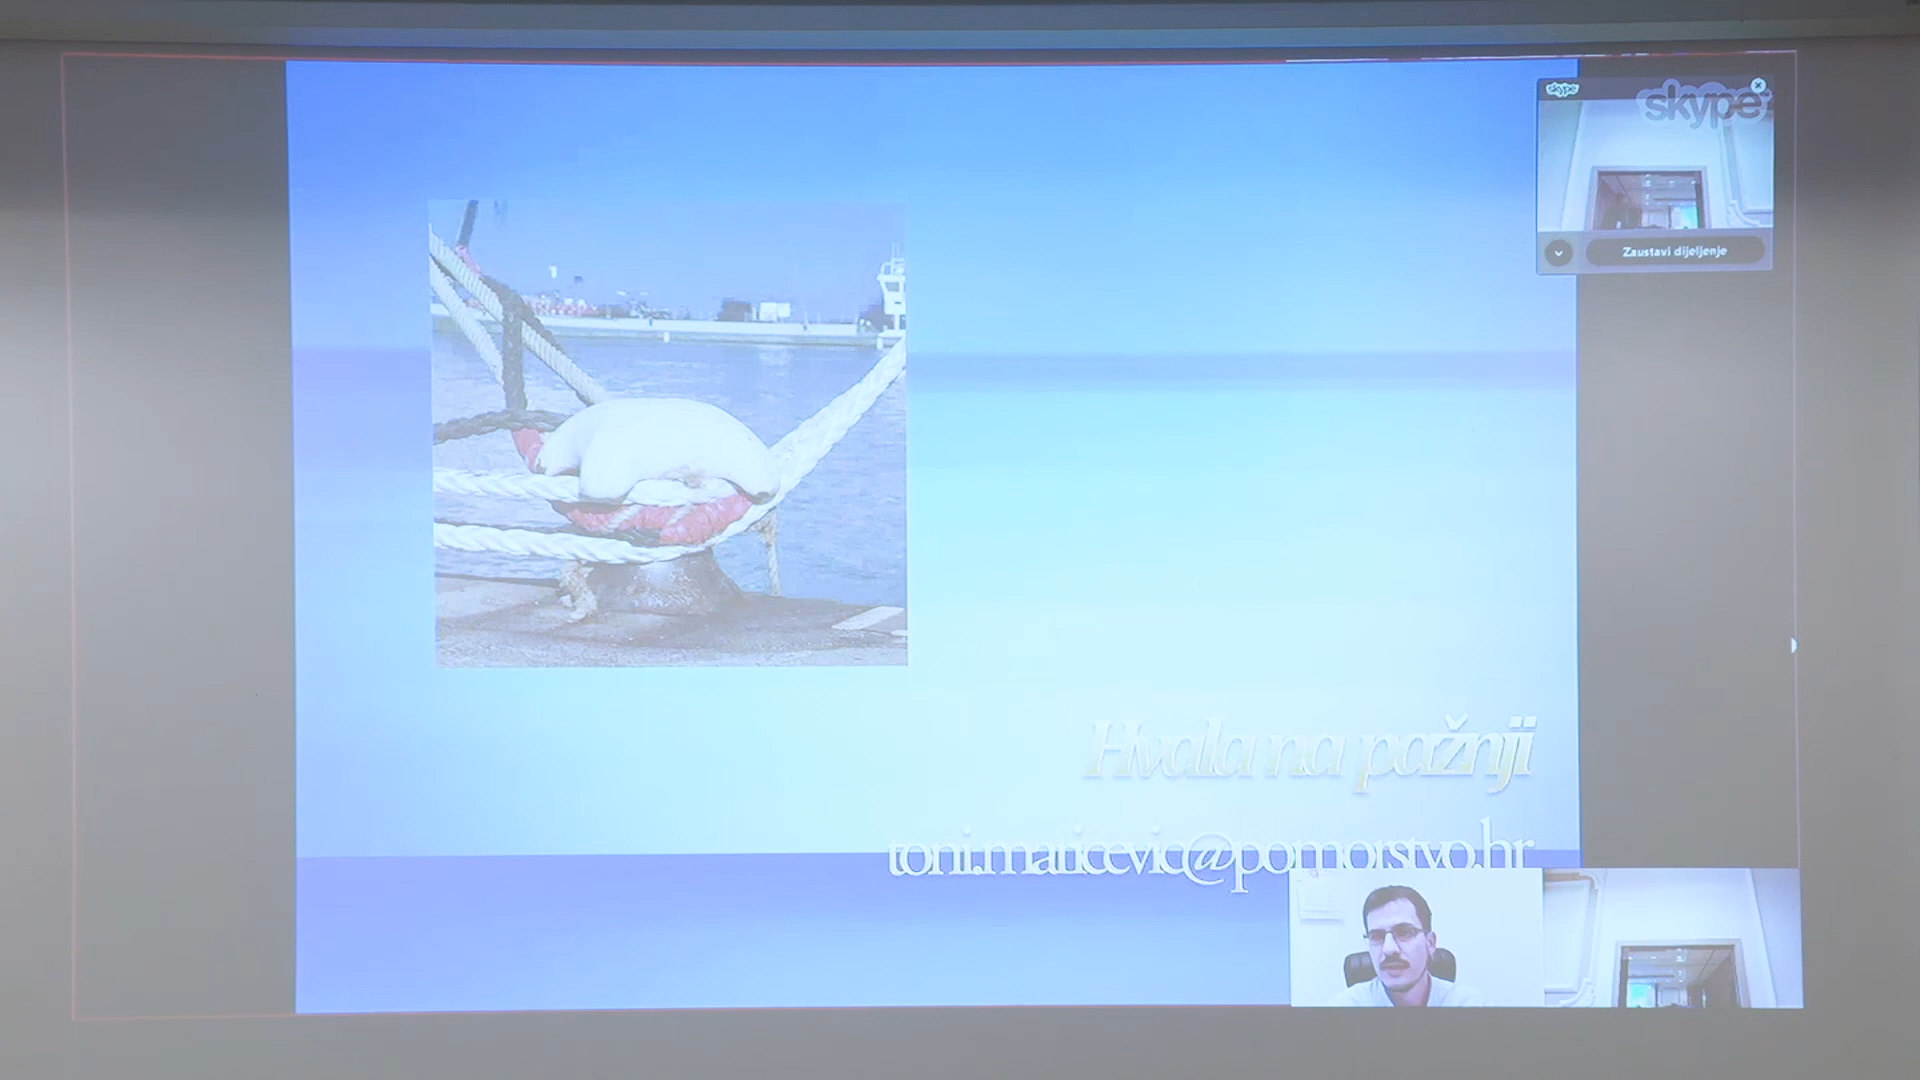 skype
skype
Zaustavi dijeljenje
Hvala na pažnji
toni.maticevic@pomorstvo.hr